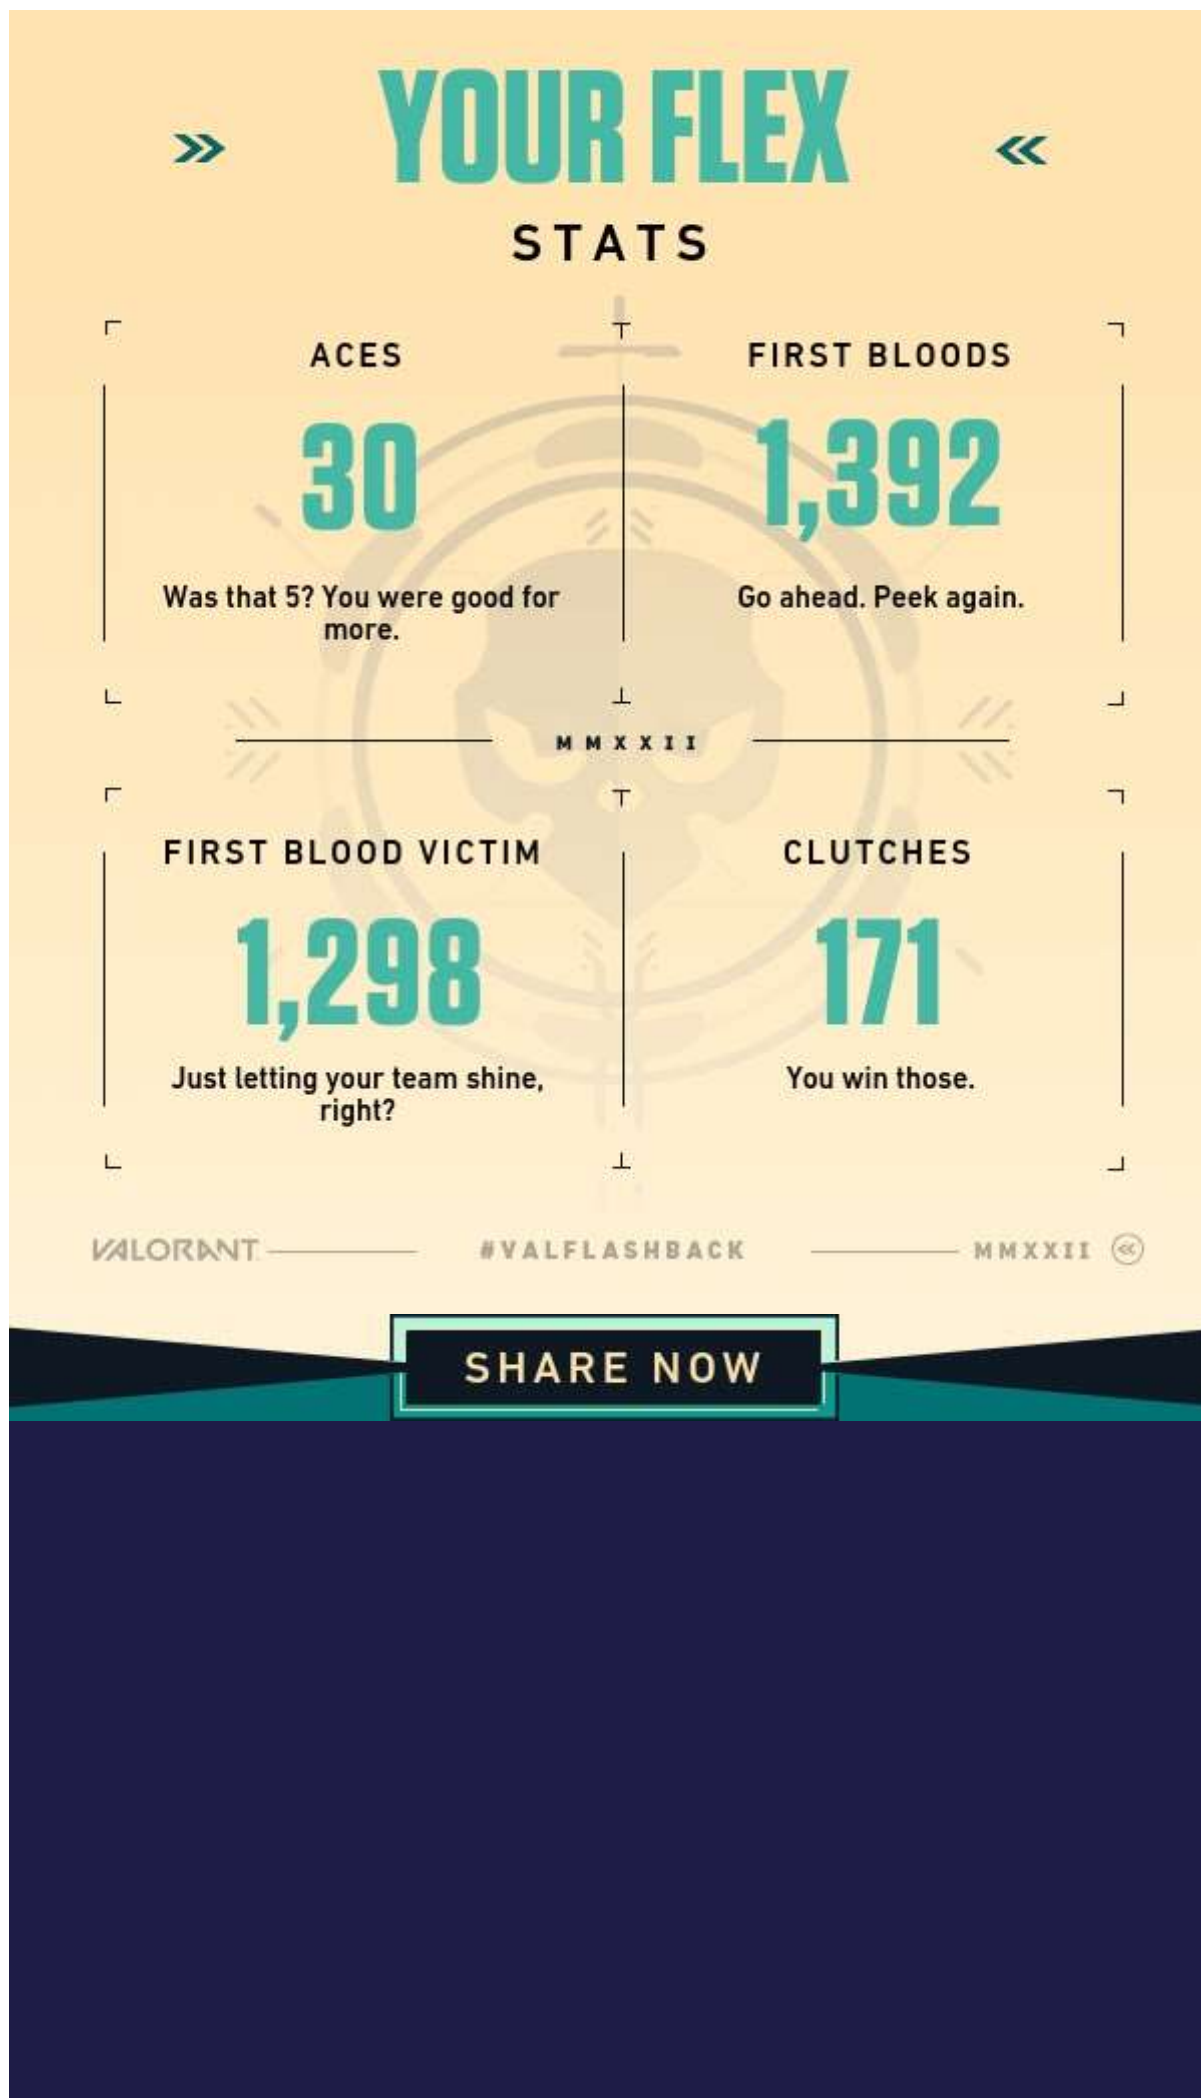 YOUR FLEX
STATS
ACES
30
Was that 5? You were good for
more.
FIRST BLOODS
1,392
Go ahead. Peek again.
MMXXII
FIRST BLOOD VICTIM
1,298
Just letting your team shine,
right?
CLUTCHES
171
You win those.
VALORANT
#VALFLASHBACK
MMXXII
SHARE NOW